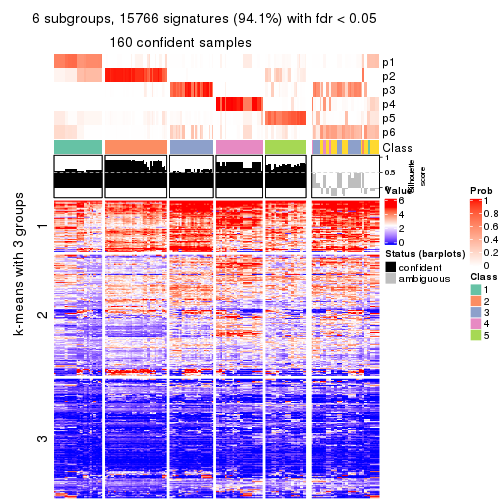 6 subgroups, 15766 signatures (94.1%) with fdr < 0.05
160 confident samples
p1
p2
p3
p4
p5
p6
Class
1
0.5
0
Silhouette
score
k-means with 3 groups
1
2
3
Value
6
4
2
0
Status (barplots)
confident
ambiguous
Prob
1
0.8
0.6
0.4
0.2
0
Class
1
2
3
4
5